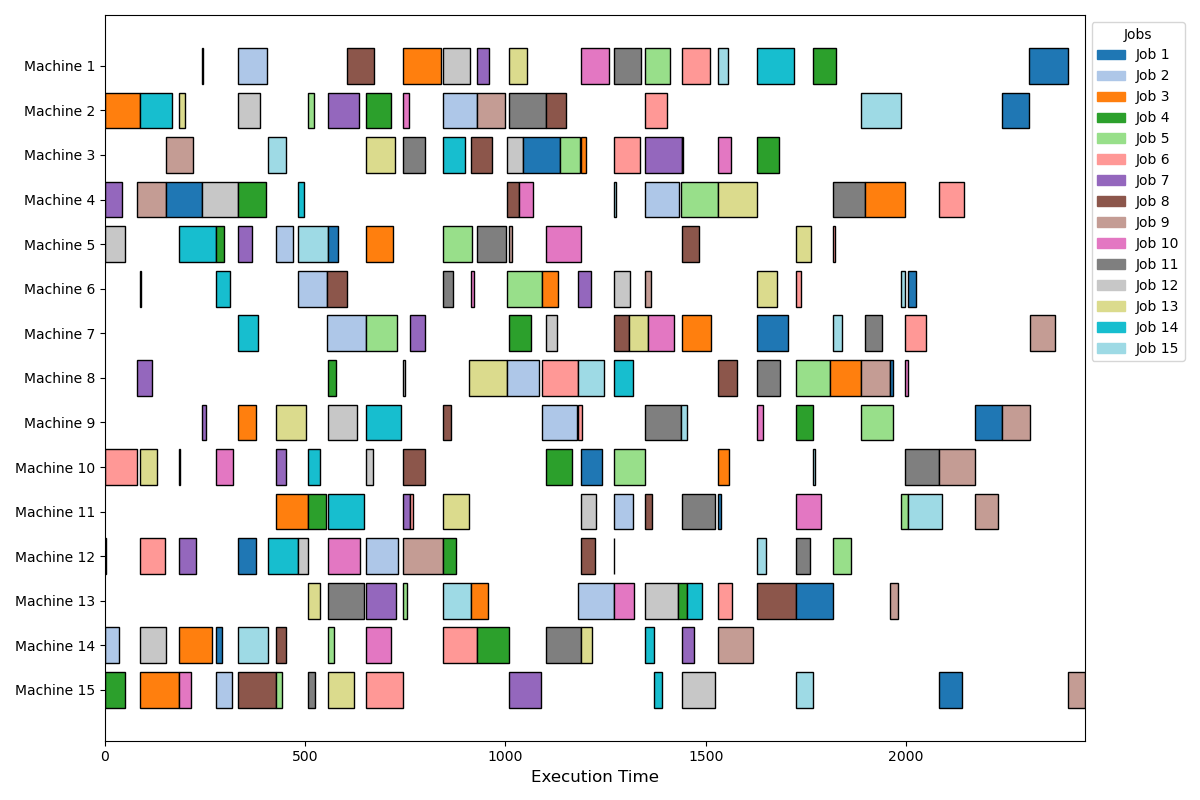 Machine 1
Machine 2
Machine 3
Machine 4
Machine 5
Machine 6
Machine 7
Machine 8
Machine 9
Machine 10
Machine 11
Machine 12
Machine 13
Machine 14
Machine 15
0 500 1000 1500 2000
Execution Time
Jobs
Job 1
Job 2
Job 3
Job 4
Job 5
Job 6
Job 7
Job 8
Job 9
Job 10
Job 11
Job 12
Job 13
Job 14
Job 15